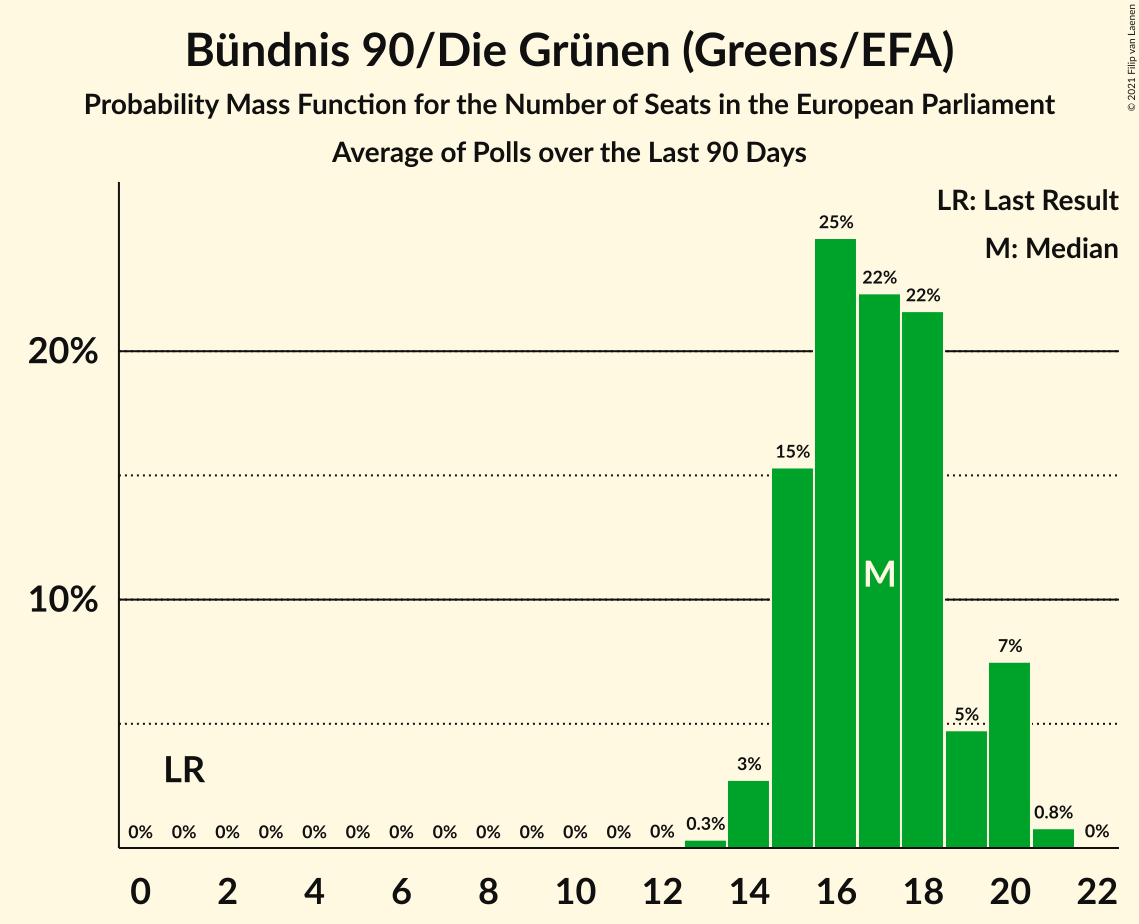 Bündnis 90/Die Grünen (Greens/EFA)
Probability Mass Function for the Number of Seats in the European Parliament
Average of Polls over the Last 90 Days
© 2021 Filip van Laenen
LR: Last Result
M: Median
25%
22%
22%
20%
15%
M
10%
7%
5%
3%
LR
0% 0% 0% 0% 0% 0% 0% 0% 0% 0% 0% 0% 0% 0.3% 0.8% 0%
0 2 4 6 8 10 12 14 16 18 20 22